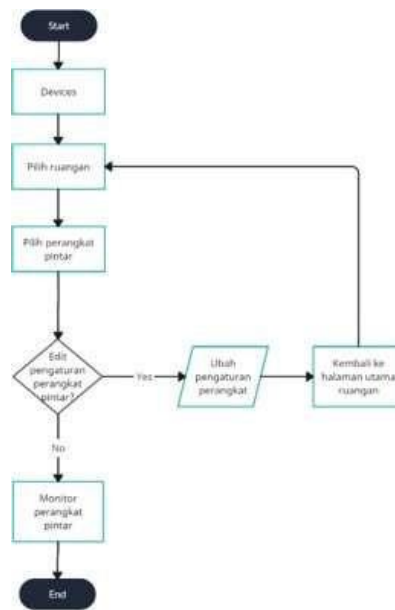 Start
Devices
Pilih ruangan
Pilih perangkat
pintar
Edit
pengaturan
perangkat
pintar?
Yes
Ubah
pengaturan
perangkat
Kembali ke
halaman utama
ruangan
No
Monitor
perangkat
pintar
End